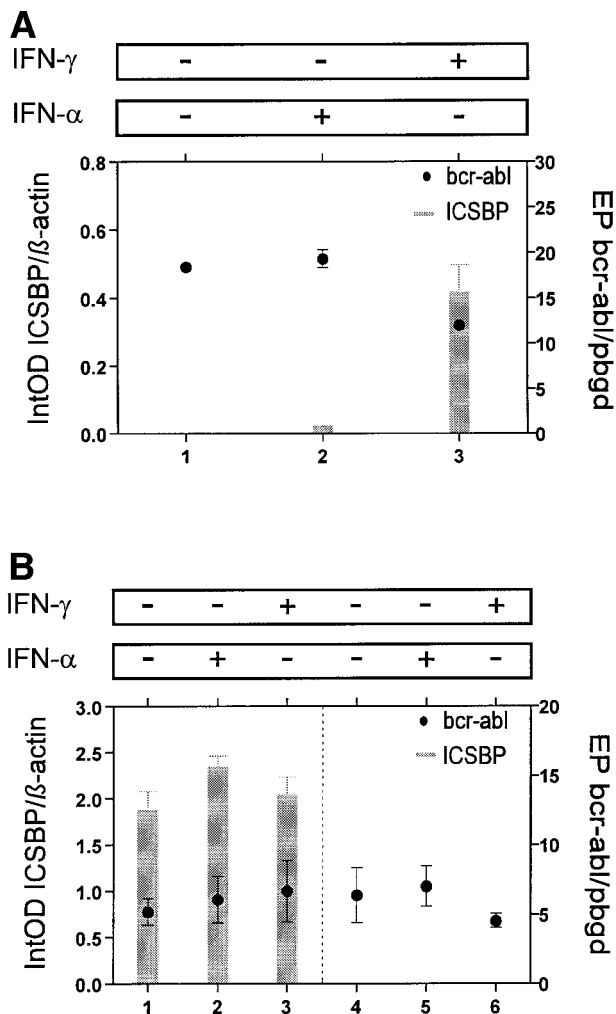 A
IFN-γ - - +
IFN-α - + -
0.8 30
bcr-abl
ICSBP
25
0.6
20
0.4 15
10
0.2
5
0.0 0
1 2 3
IntOD ICSBP/ß-actin
EP bcr-abl/pbgd
B
IFN-γ - - + - - +
IFN-α - + - - + -
3.0 20
bcr-abl
ICSBP
2.5
15
2.0
1.5 10
1.0
5
0.5
0.0 0
1 2 3 4 5 6
IntOD ICSBP/ß-actin
EP bcr-abl/pbgd